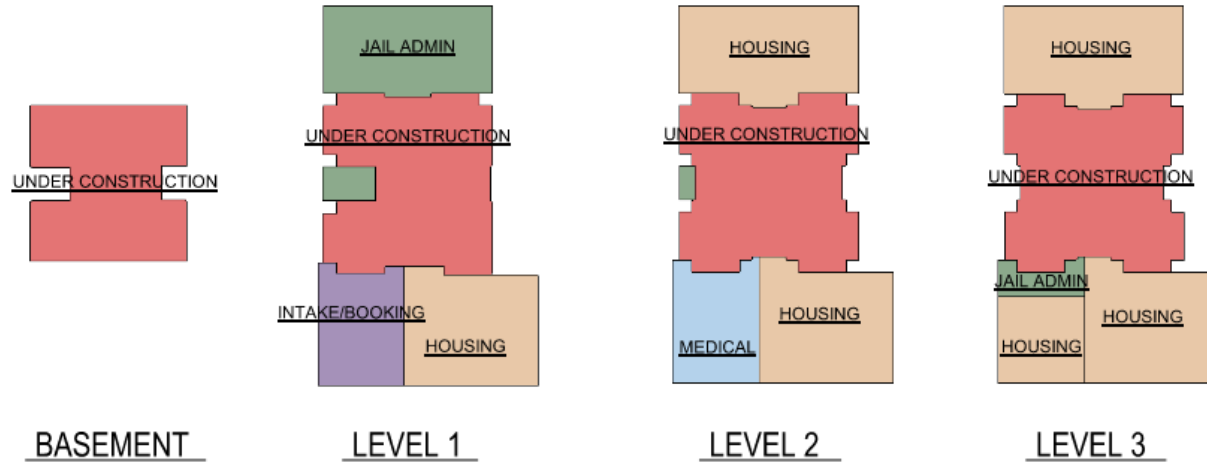 UNDER CONSTRUCTION
BASEMENT
JAIL ADMIN
UNDER CONSTRUCTION
INTAKE/BOOKING
HOUSING
LEVEL 1
HOUSING
UNDER CONSTRUCTION
MEDICAL
HOUSING
LEVEL 2
HOUSING
UNDER CONSTRUCTION
JAIL ADMIN
HOUSING
HOUSING
LEVEL 3